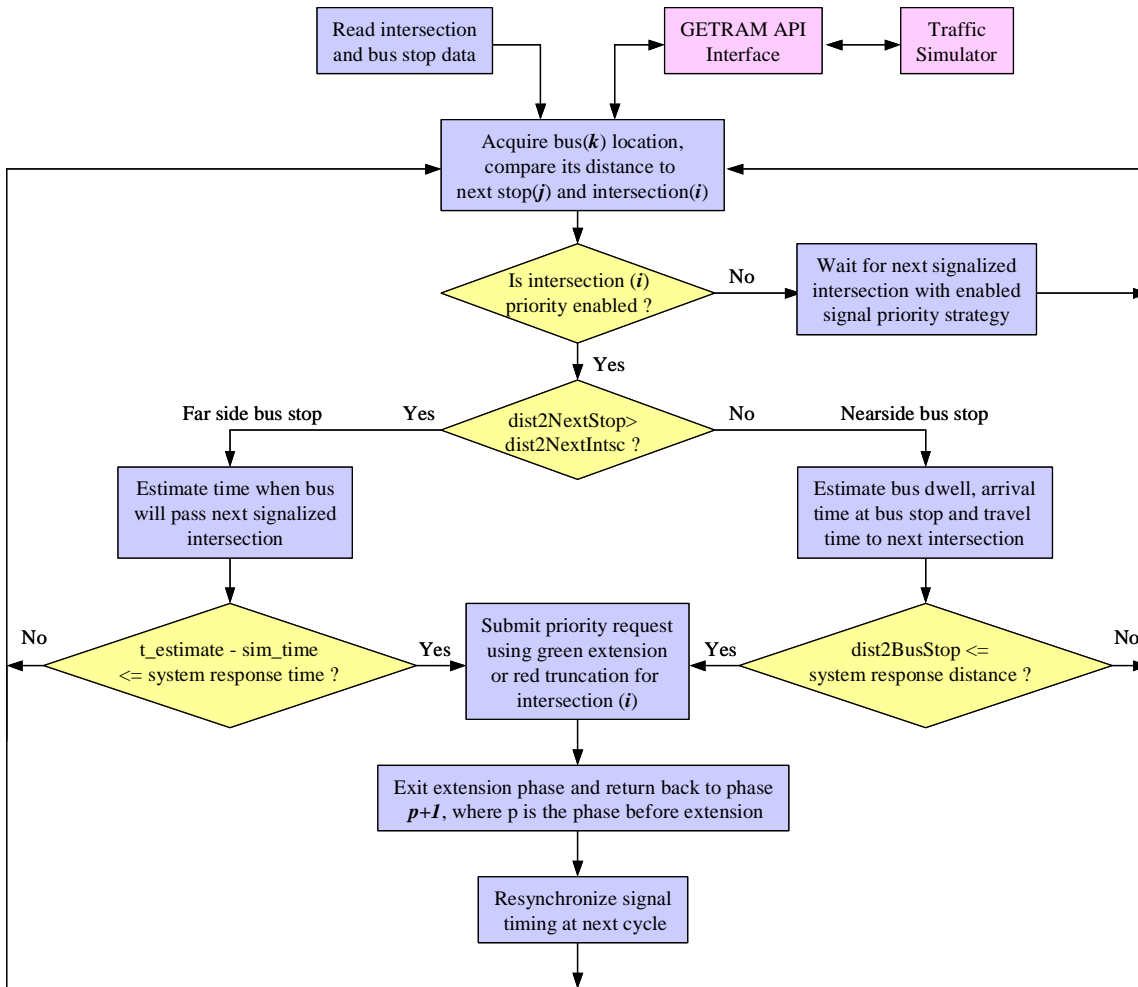 Read intersection
and bus stop data
GETRAM API
Interface
Traffic
Simulator
Acquire bus(k) location,
compare its distance to
next stop(j) and intersection(i)
Is intersection (i)
priority enabled ?
No
Wait for next signalized
intersection with enabled
signal priority strategy
Yes
Far side bus stop
Yes
dist2NextStop>
dist2NextIntsc ?
No
Nearside bus stop
Estimate time when bus
will pass next signalized
intersection
Estimate bus dwell, arrival
time at bus stop and travel
time to next intersection
No
t_estimate - sim_time
<= system response time ?
Yes
Submit priority request
using green extension
or red truncation for
intersection (i)
Yes
dist2BusStop <=
system response distance ?
No
Exit extension phase and return back to phase
p+1, where p is the phase before extension
Resynchronize signal
timing at next cycle